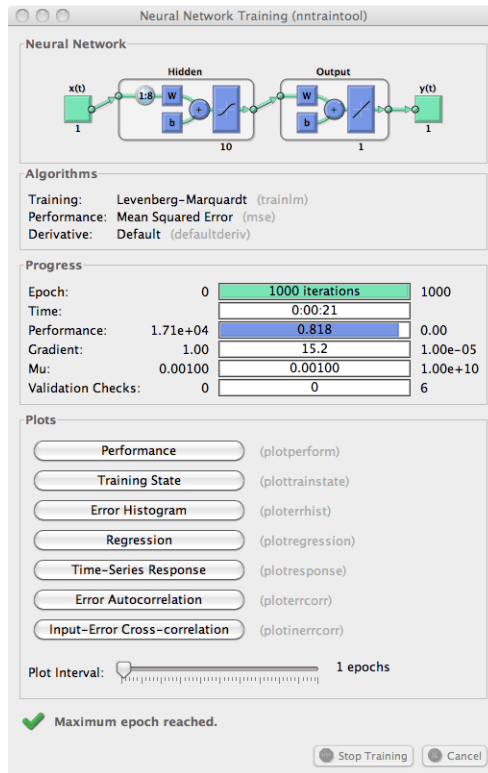 Neural Network Training (nntraintool)
Neural Network
Hidden Output
x(t) y(t)
1:8 W W
+ +
b b
1 10 1 1
Algorithms
Training: Levenberg-Marquardt (trainlm)
Performance: Mean Squared Error (mse)
Derivative: Default (defaultderiv)
Progress
Epoch: 0 1000 iterations 1000
Time: 0:00:21
Performance: 1.71e+04 0.818 0.00
Gradient: 1.00 15.2 1.00e-05
Mu: 0.00100 0.00100 1.00e+10
Validation Checks: 0 0 6
Plots
Performance (plotperform)
Training State (plottrainstate)
Error Histogram (ploterrhist)
Regression (plotregression)
Time-Series Response (plotresponse)
Error Autocorrelation (ploterrcorr)
Input-Error Cross-correlation (plotinerrcorr)
Plot Interval: 1 epochs
Maximum epoch reached.
Stop Training Cancel